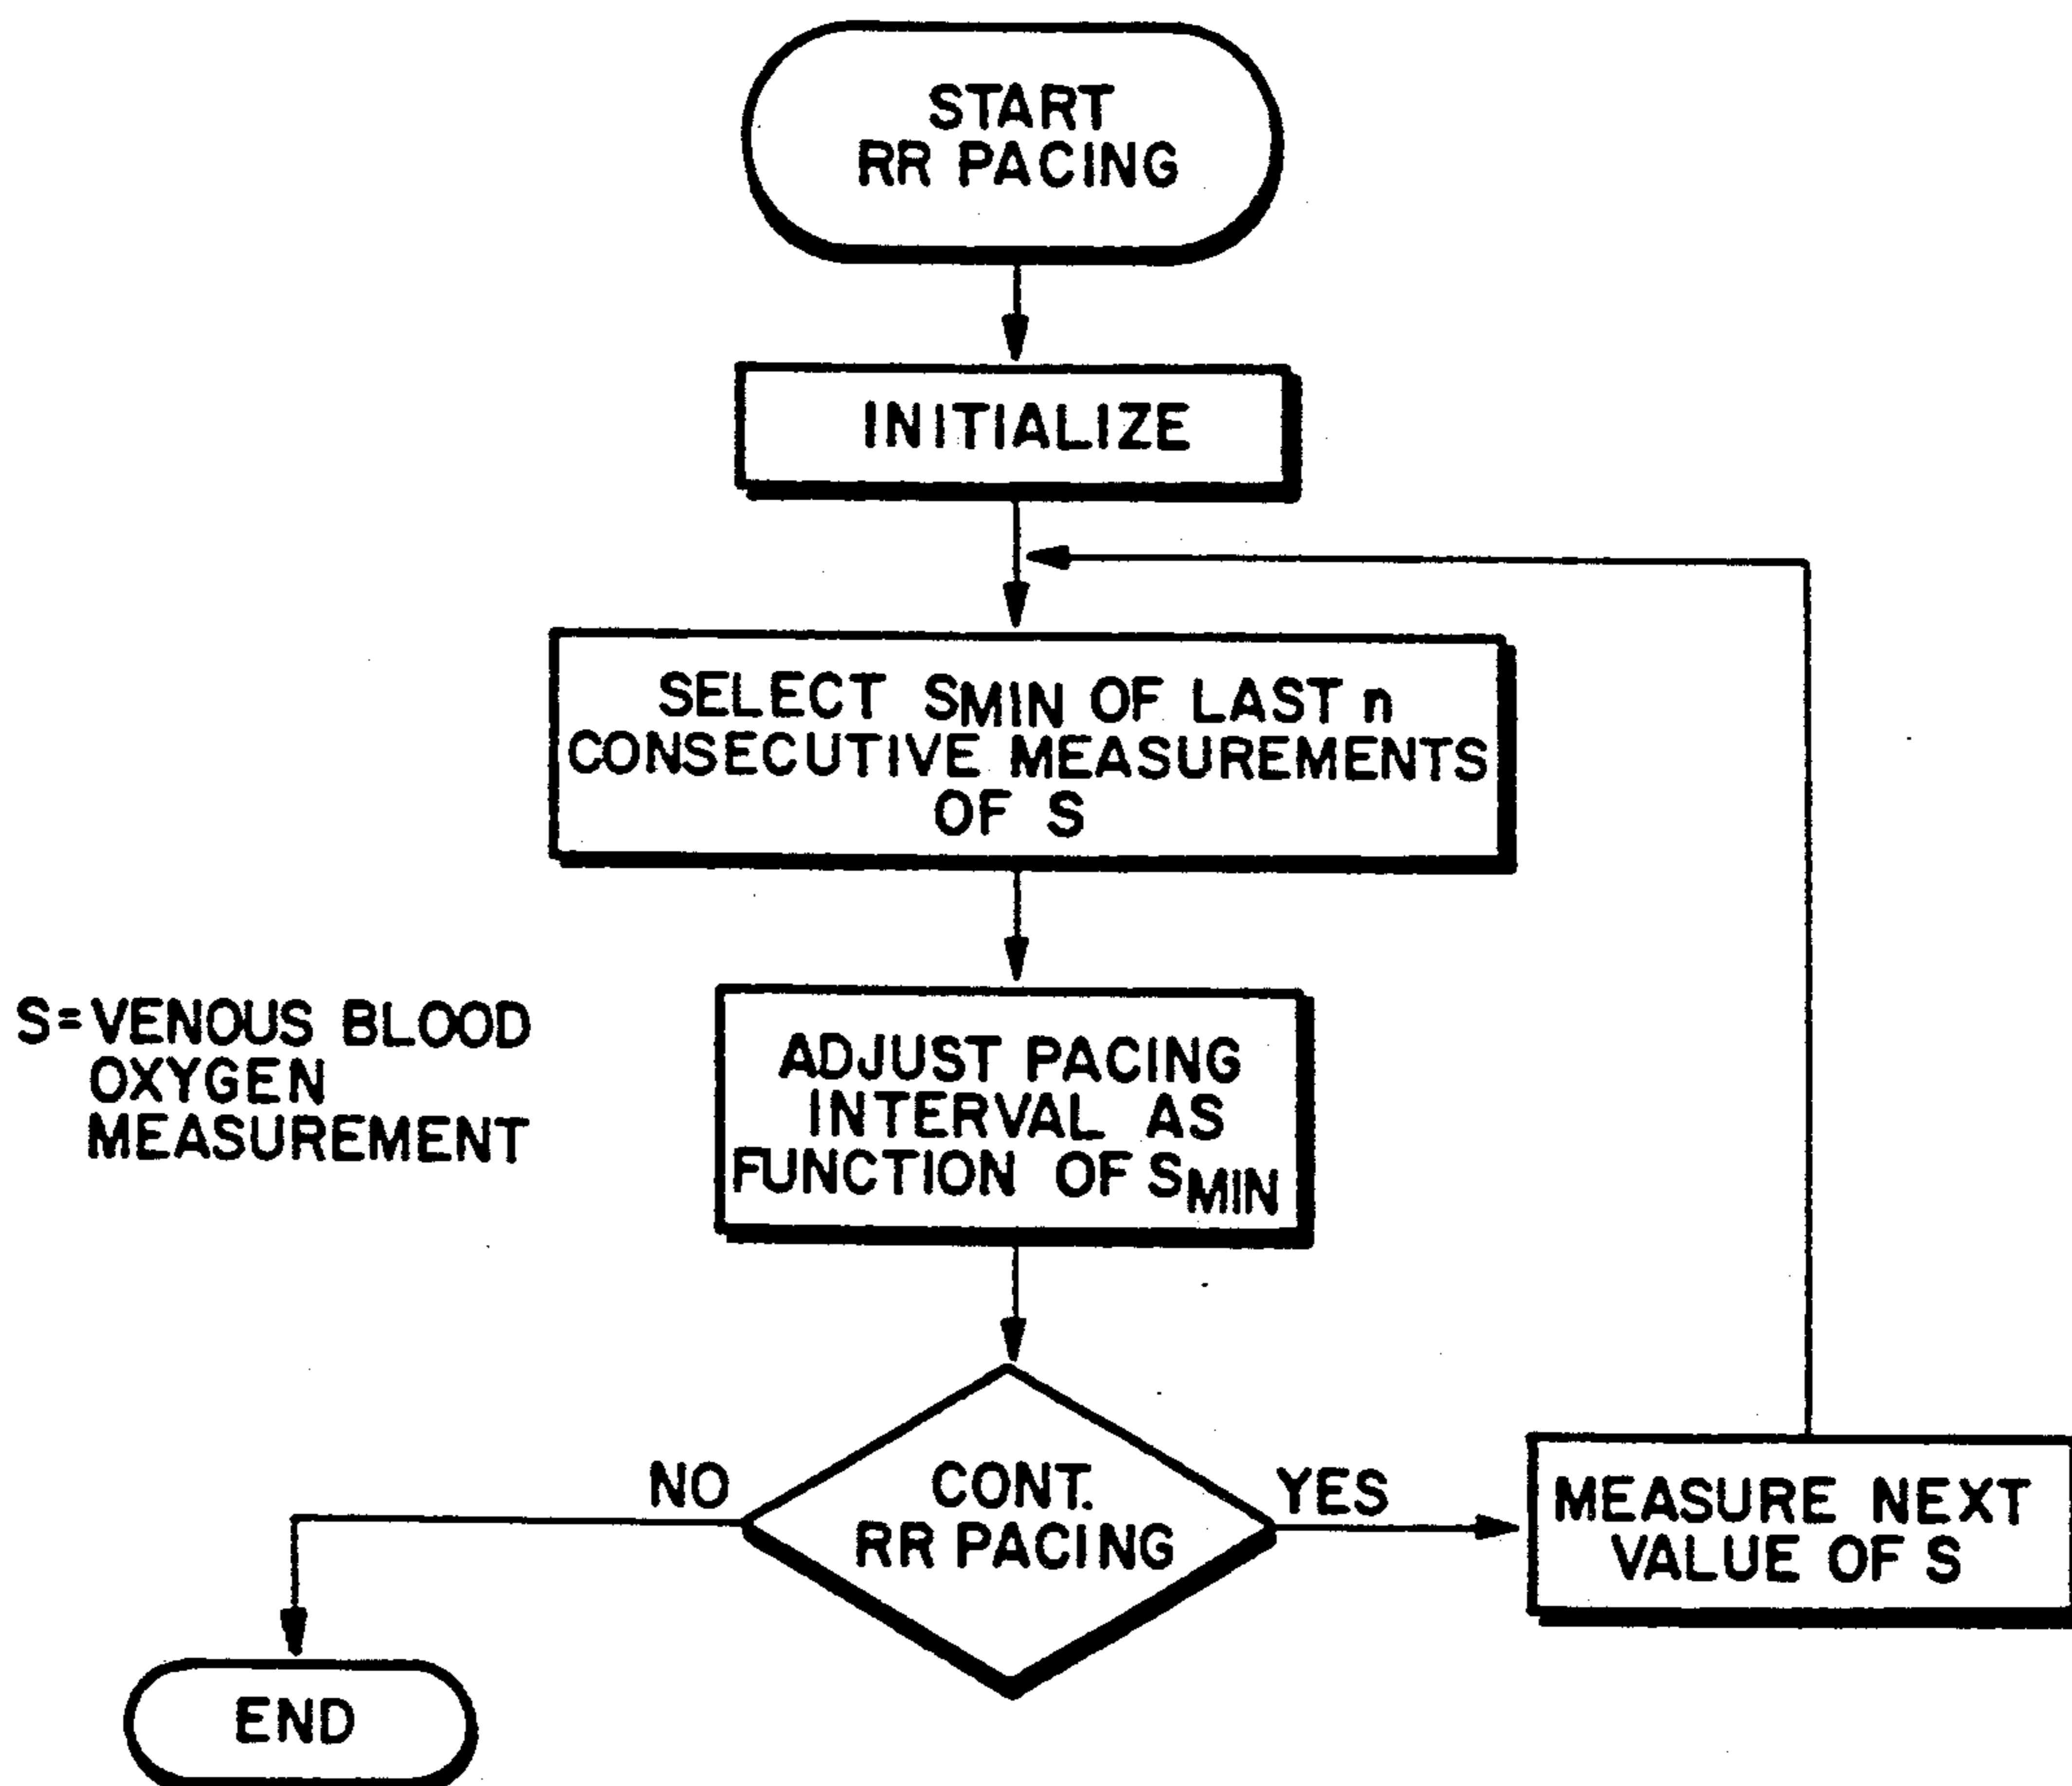 START
RR PACING
INITIALIZE
SELECT SMIN OF LAST n
CONSECUTIVE MEASUREMENTS
OF S
ADJUST PACING
INTERVAL AS
FUNCTION OF SMIN
S=VENOUS BLOOD
OXYGEN
MEASUREMENT
CONT.
RR PACING
NO
YES
MEASURE NEXT
VALUE OF S
END